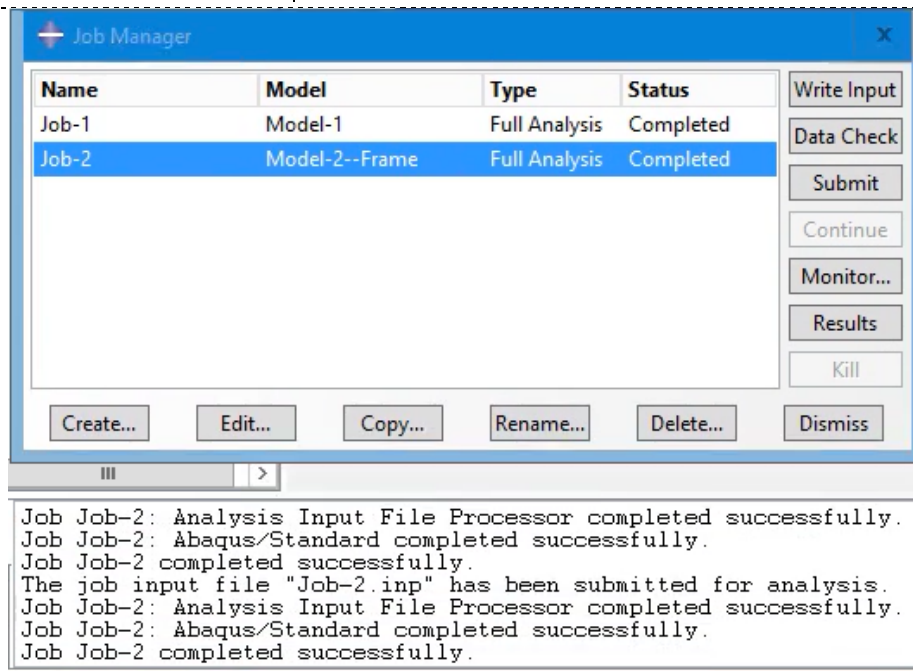 Job Manager
x
Name Model Type Status
Write Input
Job-1 Model-1 Full Analysis Completed
Data Check
Job-2 Model-2--Frame Full Analysis Completed
Submit
Continue
Monitor...
Results
Kill
Create... Edit... Copy... Rename... Delete... Dismiss
Job Job-2: Analysis Input File Processor completed successfully.
Job Job-2: Abaqus/Standard completed successfully.
Job Job-2 completed successfully.
The job input file "Job-2.inp" has been submitted for analysis.
Job Job-2: Analysis Input File Processor completed successfully.
Job Job-2: Abaqus/Standard completed successfully.
Job Job-2 completed successfully.